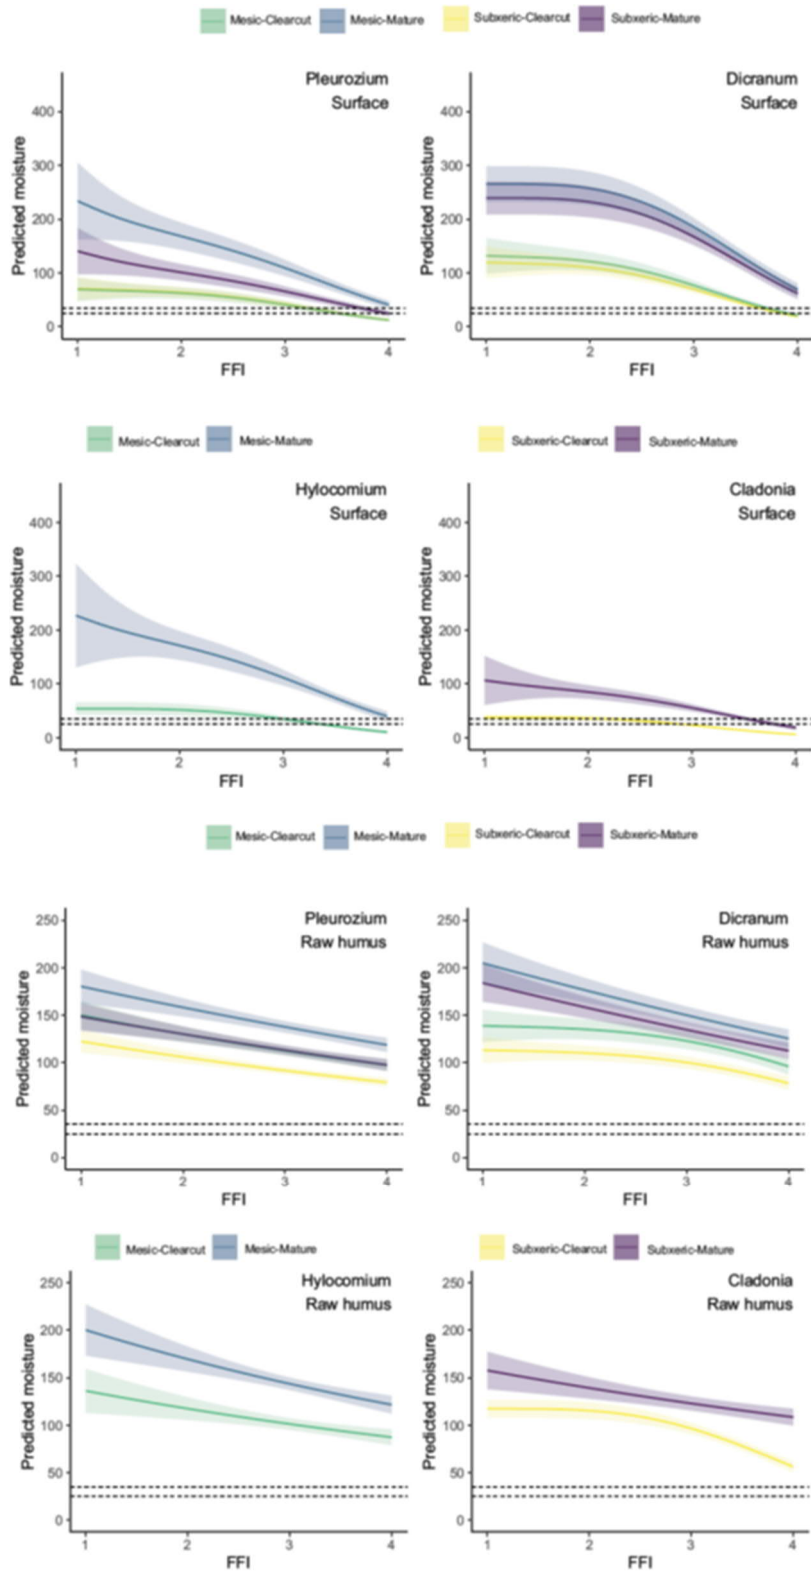 Mesic-Clearcut Mesic-Mature Subxeric-Clearcut Subxeric-Mature
Pleurozium
Surface
Predicted moisture
400
300
200
100
0
1 2 3 4
FFI
Dicranum
Surface
Predicted moisture
400
300
200
100
0
1 2 3 4
FFI
Mesic-Clearcut Mesic-Mature
Subxeric-Clearcut Subxeric-Mature
Hylocomium
Surface
Predicted moisture
400
300
200
100
0
1 2 3 4
FFI
Cladonia
Surface
Predicted moisture
400
300
200
100
0
1 2 3 4
FFI
Mesic-Clearcut Mesic-Mature Subxeric-Clearcut Subxeric-Mature
Pleurozium
Raw humus
Predicted moisture
250
200
150
100
50
0
1 2 3 4
FFI
Dicranum
Raw humus
Predicted moisture
250
200
150
100
50
0
1 2 3 4
FFI
Mesic-Clearcut Mesic-Mature
Subxeric-Clearcut Subxeric-Mature
Hylocomium
Raw humus
Predicted moisture
250
200
150
100
50
0
1 2 3 4
FFI
Cladonia
Raw humus
Predicted moisture
250
200
150
100
50
0
1 2 3 4
FFI